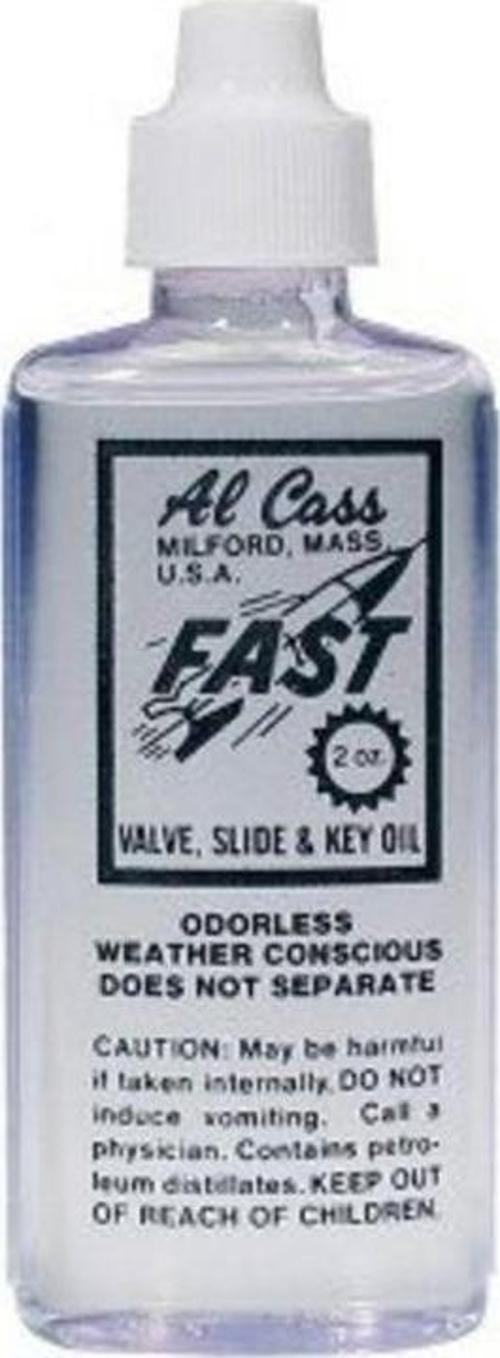 Al Cass
MILFORD, MASS.
U.S.A.
FAST
2 oz.
VALVE, SLIDE & KEY OIL
ODORLESS
WEATHER CONSCIOUS
DOES NOT SEPARATE
CAUTION: May be harmful
if taken internally. DO NOT
induce vomiting. Call a
physician. Contains petro-
leum distillates. KEEP OUT
OF REACH OF CHILDREN.